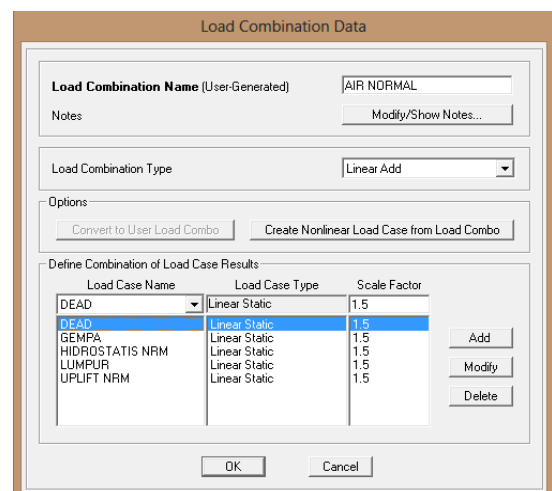 Load Combination Data
Load Combination Name (User-Generated) AIR NORMAL
Notes Modify/Show Notes...
Load Combination Type Linear Add
Options
Convert to User Load Combo Create Nonlinear Load Case from Load Combo
Define Combination of Load Case Results
Load Case Name Load Case Type Scale Factor
DEAD Linear Static 1.5
DEAD Linear Static 1.5
GEMPA Linear Static 1.5
HIDROSTATIS NRM Linear Static 1.5
LUMPUR Linear Static 1.5
UPLIFT NRM Linear Static 1.5
Add
Modify
Delete
OK Cancel